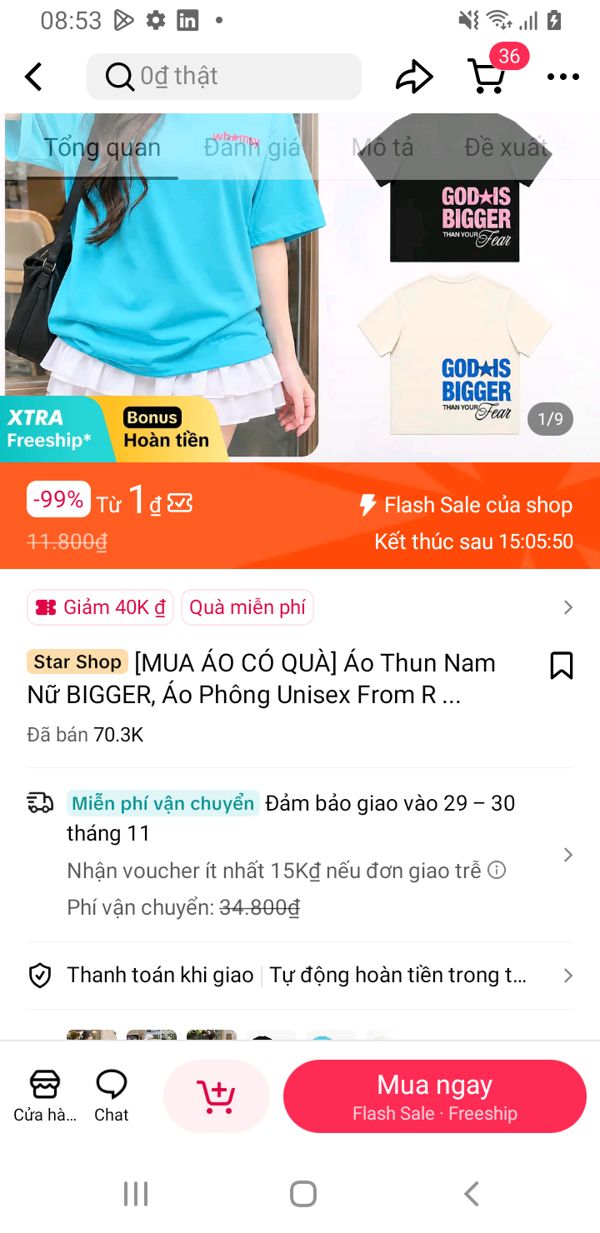 08:53
36
0₫ thật
Tổng quan Đánh giá Mô tả Đề xuất
whimsy
GOD★IS
BIGGER
THAN YOUR Fear
GOD★IS
BIGGER
THAN YOUR Fear
XTRA
Freeship*
Bonus
Hoàn tiền
1/9
-99% Từ 1₫
Flash Sale của shop
11.800₫
Kết thúc sau 15:05:50
Giảm 40K ₫
Quà miễn phí
Star Shop [MUA ÁO CÓ QUÀ] Áo Thun Nam
Nữ BIGGER, Áo Phông Unisex From R ...
Đã bán 70.3K
Miễn phí vận chuyển Đảm bảo giao vào 29 – 30
tháng 11
Nhận voucher ít nhất 15K₫ nếu đơn giao trễ
Phí vận chuyển: 34.800₫
Thanh toán khi giao | Tự động hoàn tiền trong t...
Cửa hà...
Chat
Mua ngay
Flash Sale · Freeship